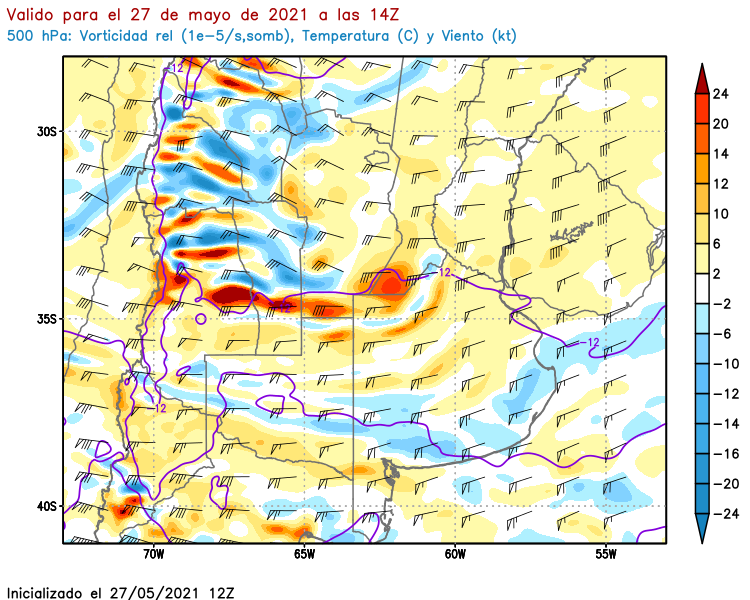 Valido para el 27 de mayo de 2021 a las 14Z
500 hPa: Vorticidad rel (1e-5/s,somb), Temperatura (C) y Viento (kt)
-12
24
20
30S
14
12
10
6
-12
2
-12
-2
35S
-12
-6
-10
-12
-12
-16
-20
40S
-24
70W 65W 60W 55W
Inicializado el 27/05/2021 12Z